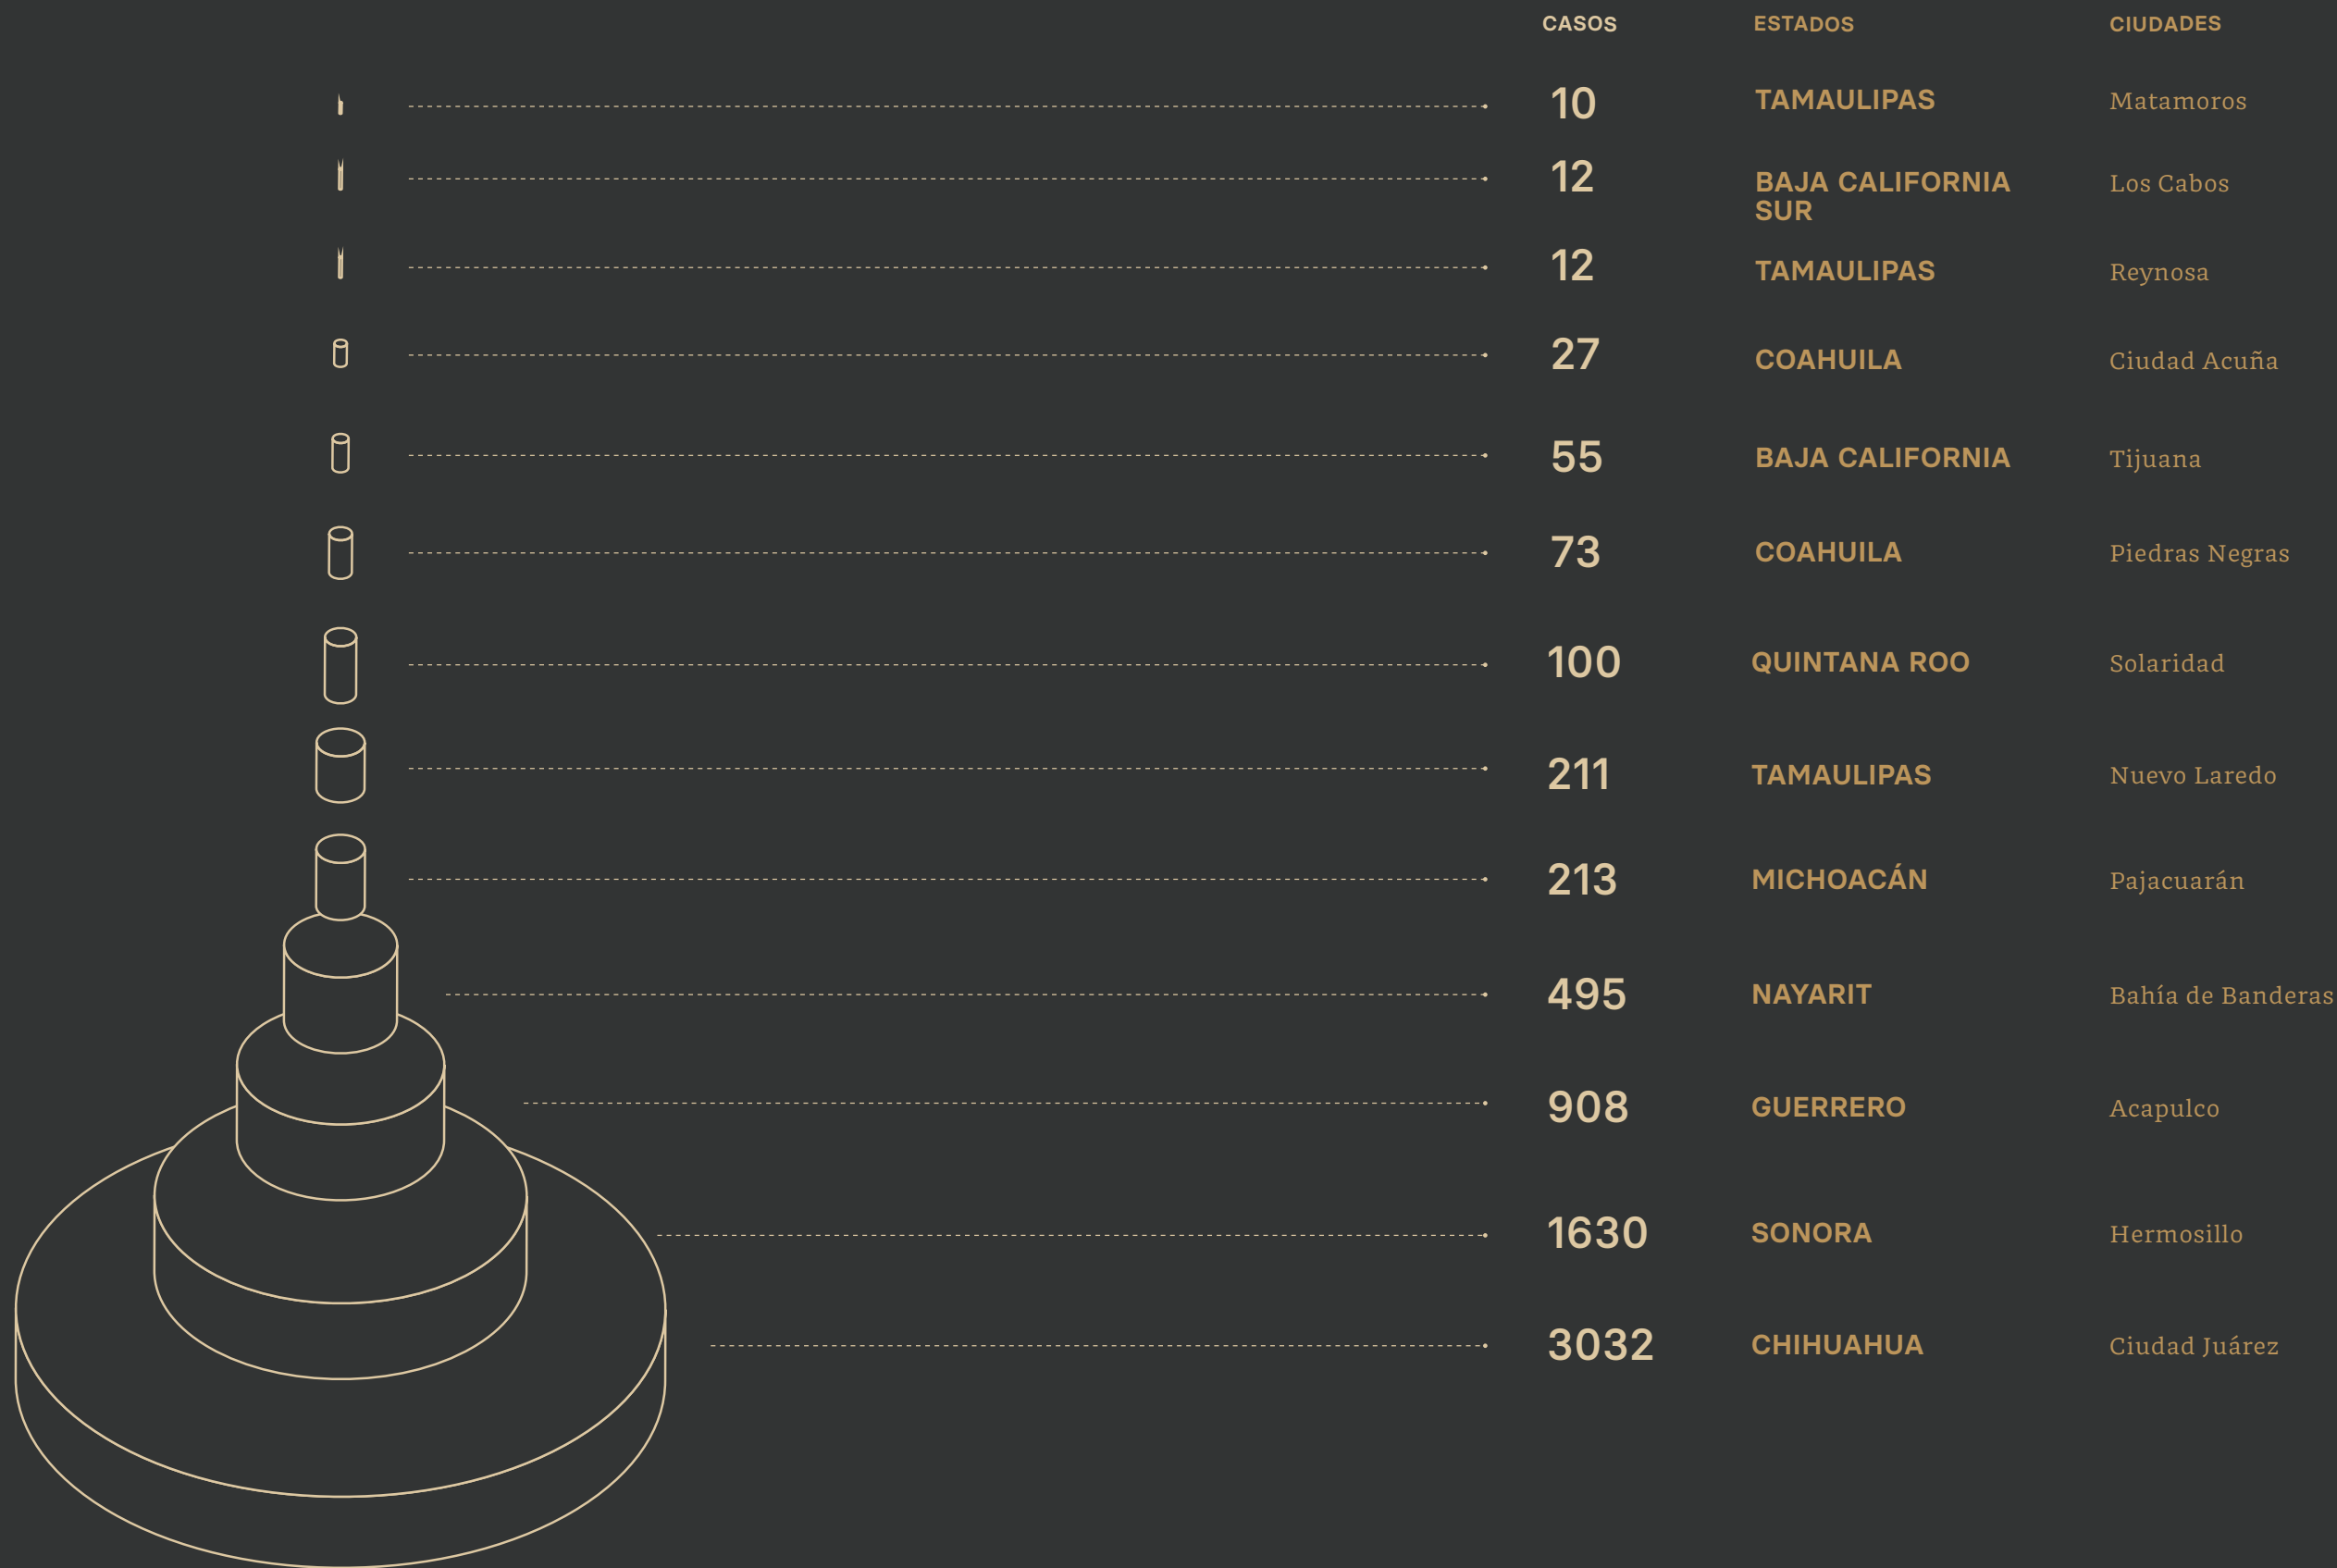 CASOS ESTADOS CIUDADES
10 TAMAULIPAS Matamoros
12 BAJA CALIFORNIA Los Cabos
SUR
12 TAMAULIPAS Reynosa
27 COAHUILA Ciudad Acuña
55 BAJA CALIFORNIA Tijuana
73 COAHUILA Piedras Negras
100 QUINTANA ROO Solaridad
211 TAMAULIPAS Nuevo Laredo
213 MICHOACÁN Pajacuarán
495 NAYARIT Bahía de Banderas
908 GUERRERO Acapulco
1630 SONORA Hermosillo
3032 CHIHUAHUA Ciudad Juárez